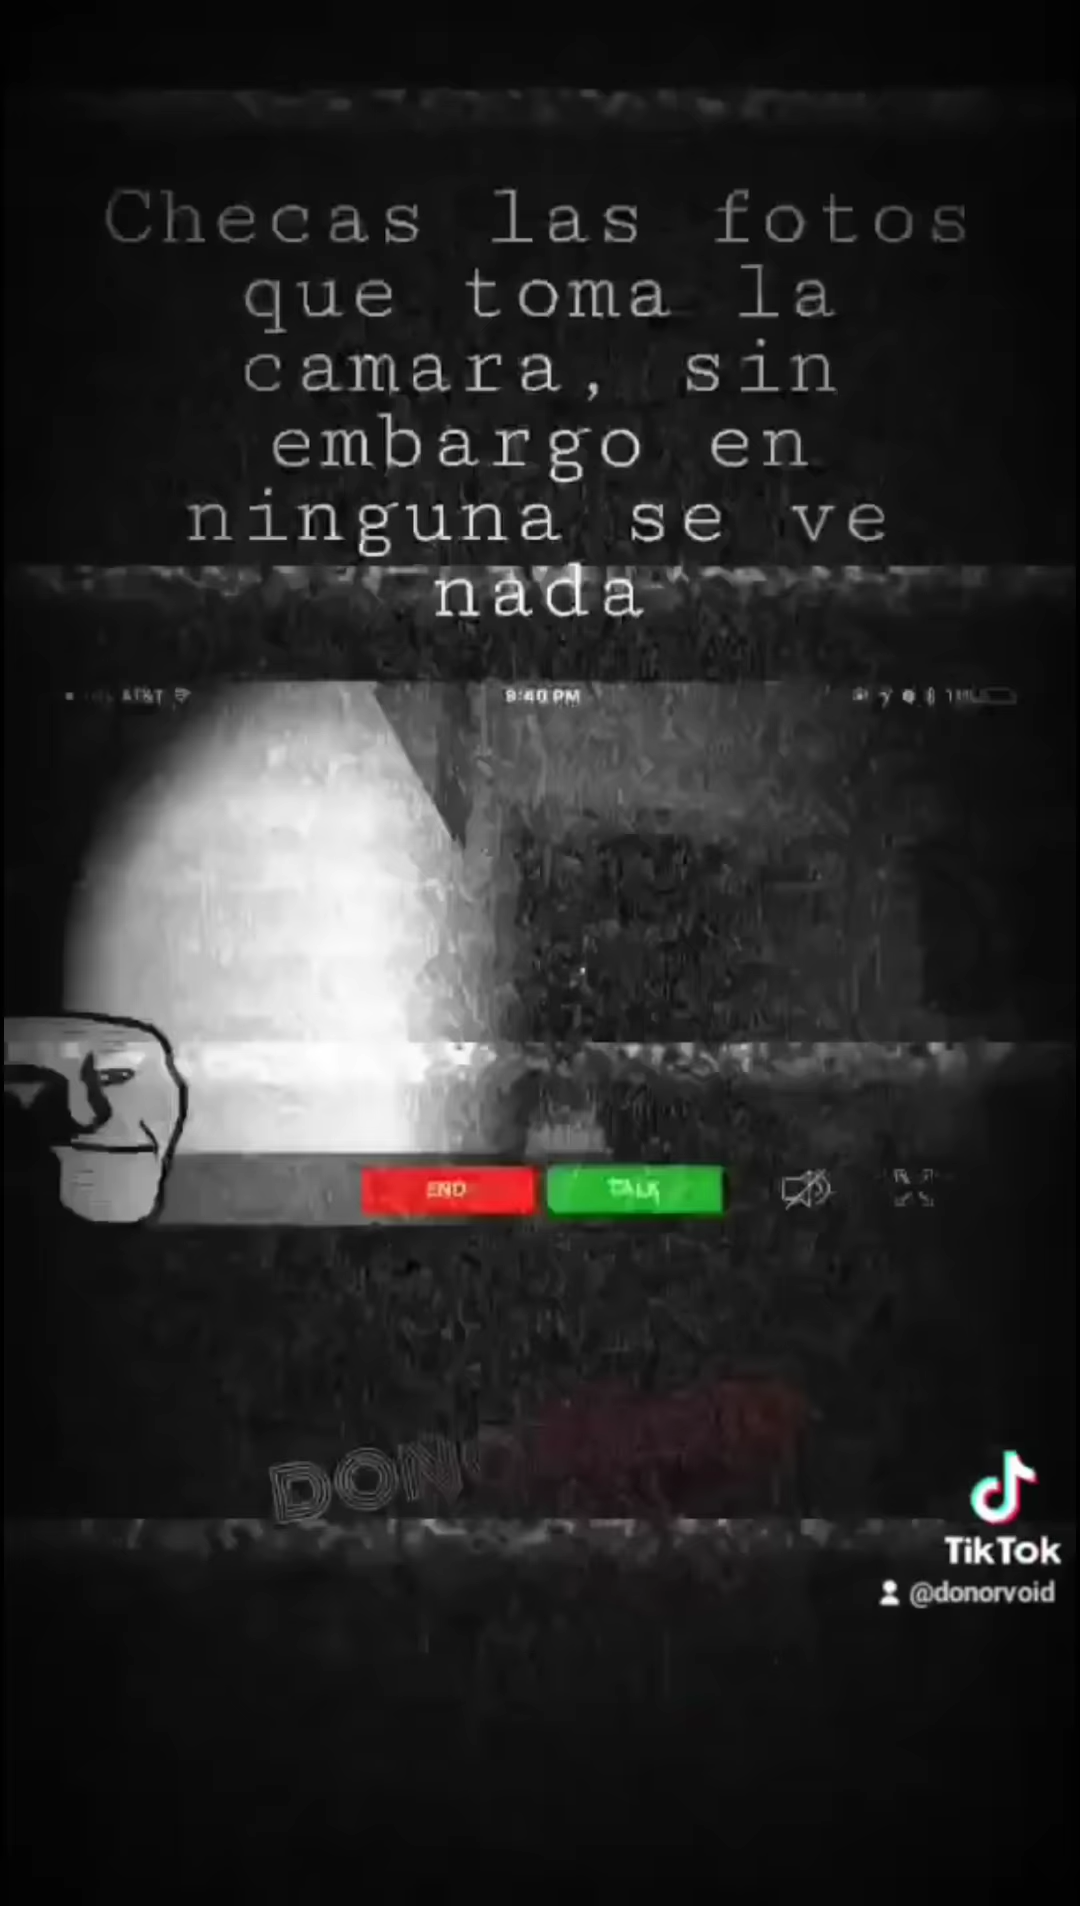 Checas las fotos
que toma la
camara, sin
embargo en
ninguna se ve
nada
AT&T 9:40 PM
END TALK
TikTok
@donorvoid